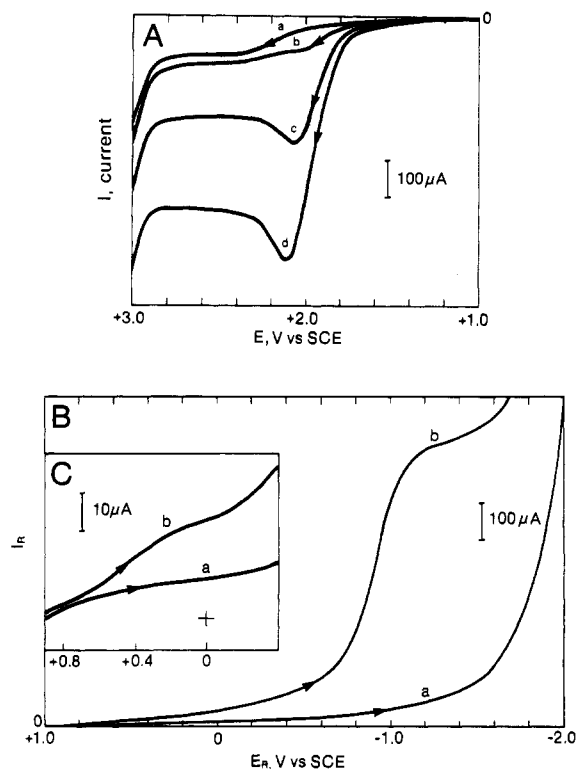 A
a
b
c
d
0
100μA
I, current
+3.0 +2.0 +1.0
E, V vs SCE
B
b
a
100μA
I_R
C
10μA
b
a
+0.8 +0.4 0
0
+1.0 0 -1.0 -2.0
E_R, V vs SCE